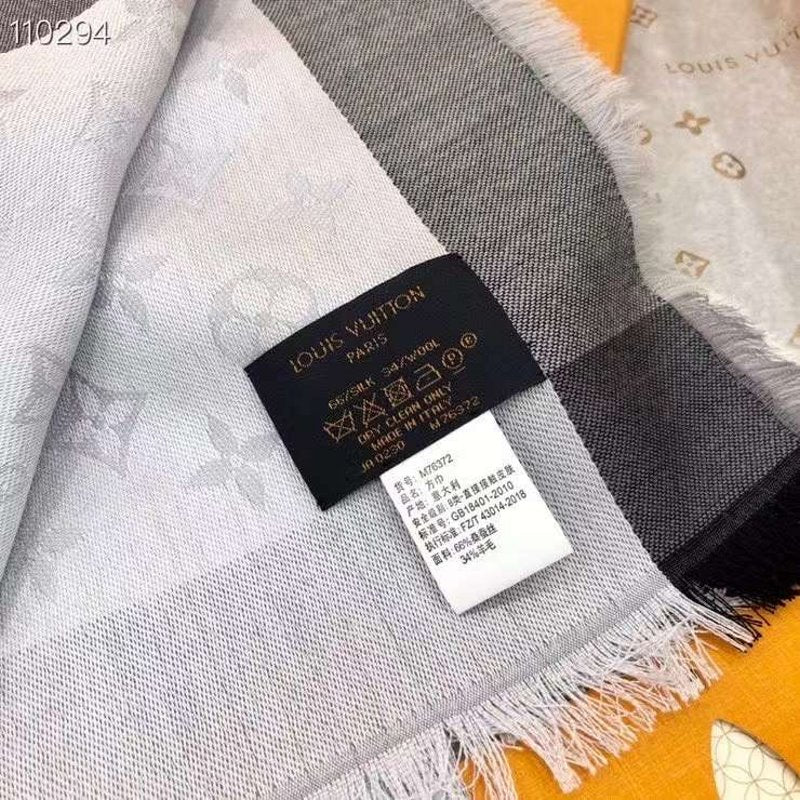 110294
LOUIS VUITTON
LOUIS VUITTON
PARIS
66/SILK 34/WOOL
DRY CLEAN ONLY
MADE IN ITALY
JA 0230 M76372
货号: M76372
品名: 方巾
产地: 意大利
安全级别: B类-直接接触皮肤
标准号: GB18401-2010
执行标准: FZ/T 43014-2018
面料: 66%桑蚕丝
34%羊毛